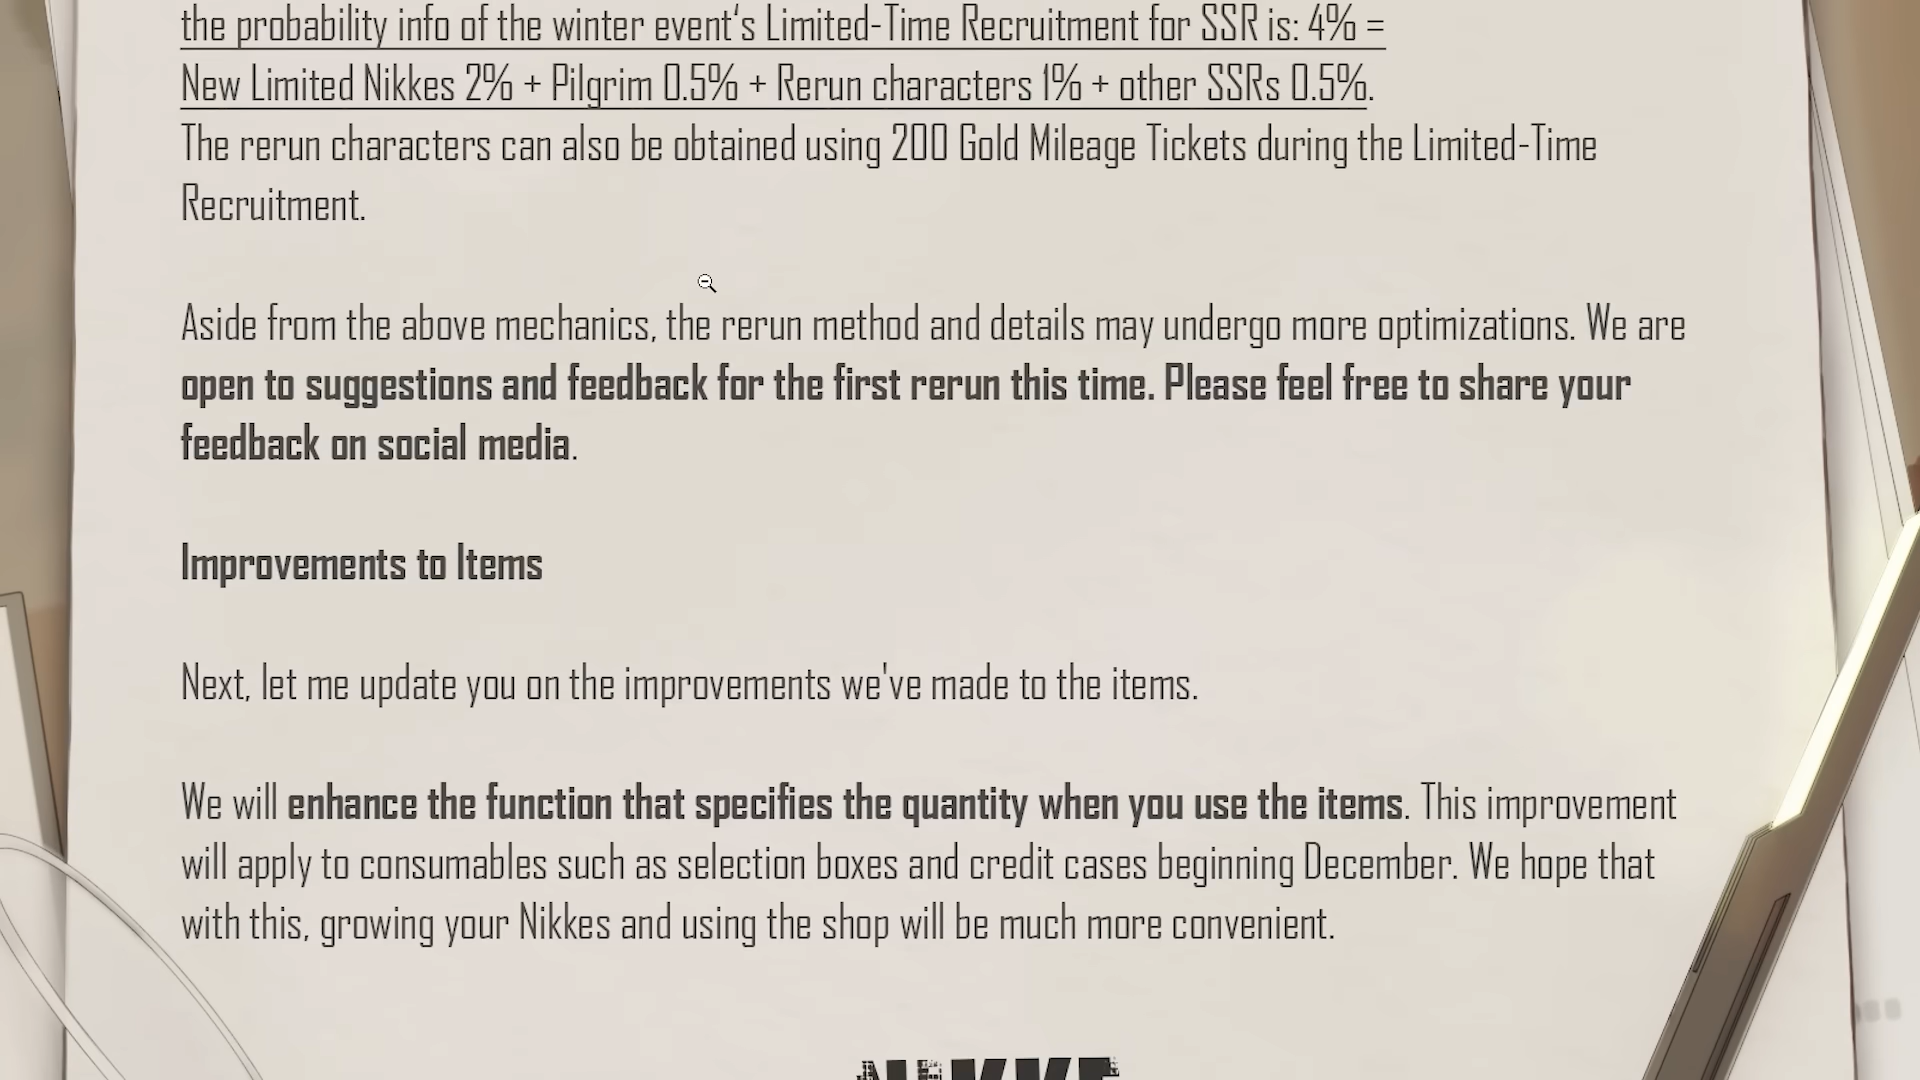 the probability info of the winter event's Limited-Time Recruitment for SSR is: 4% =
New Limited Nikkes 2% + Pilgrim 0.5% + Rerun characters 1% + other SSRs 0.5%.
The rerun characters can also be obtained using 200 Gold Mileage Tickets during the Limited-Time
Recruitment.
Aside from the above mechanics, the rerun method and details may undergo more optimizations. We are
open to suggestions and feedback for the first rerun this time. Please feel free to share your
feedback on social media.
Improvements to Items
Next, let me update you on the improvements we've made to the items.
We will enhance the function that specifies the quantity when you use the items. This improvement
will apply to consumables such as selection boxes and credit cases beginning December. We hope that
with this, growing your Nikkes and using the shop will be much more convenient.
NIKKE